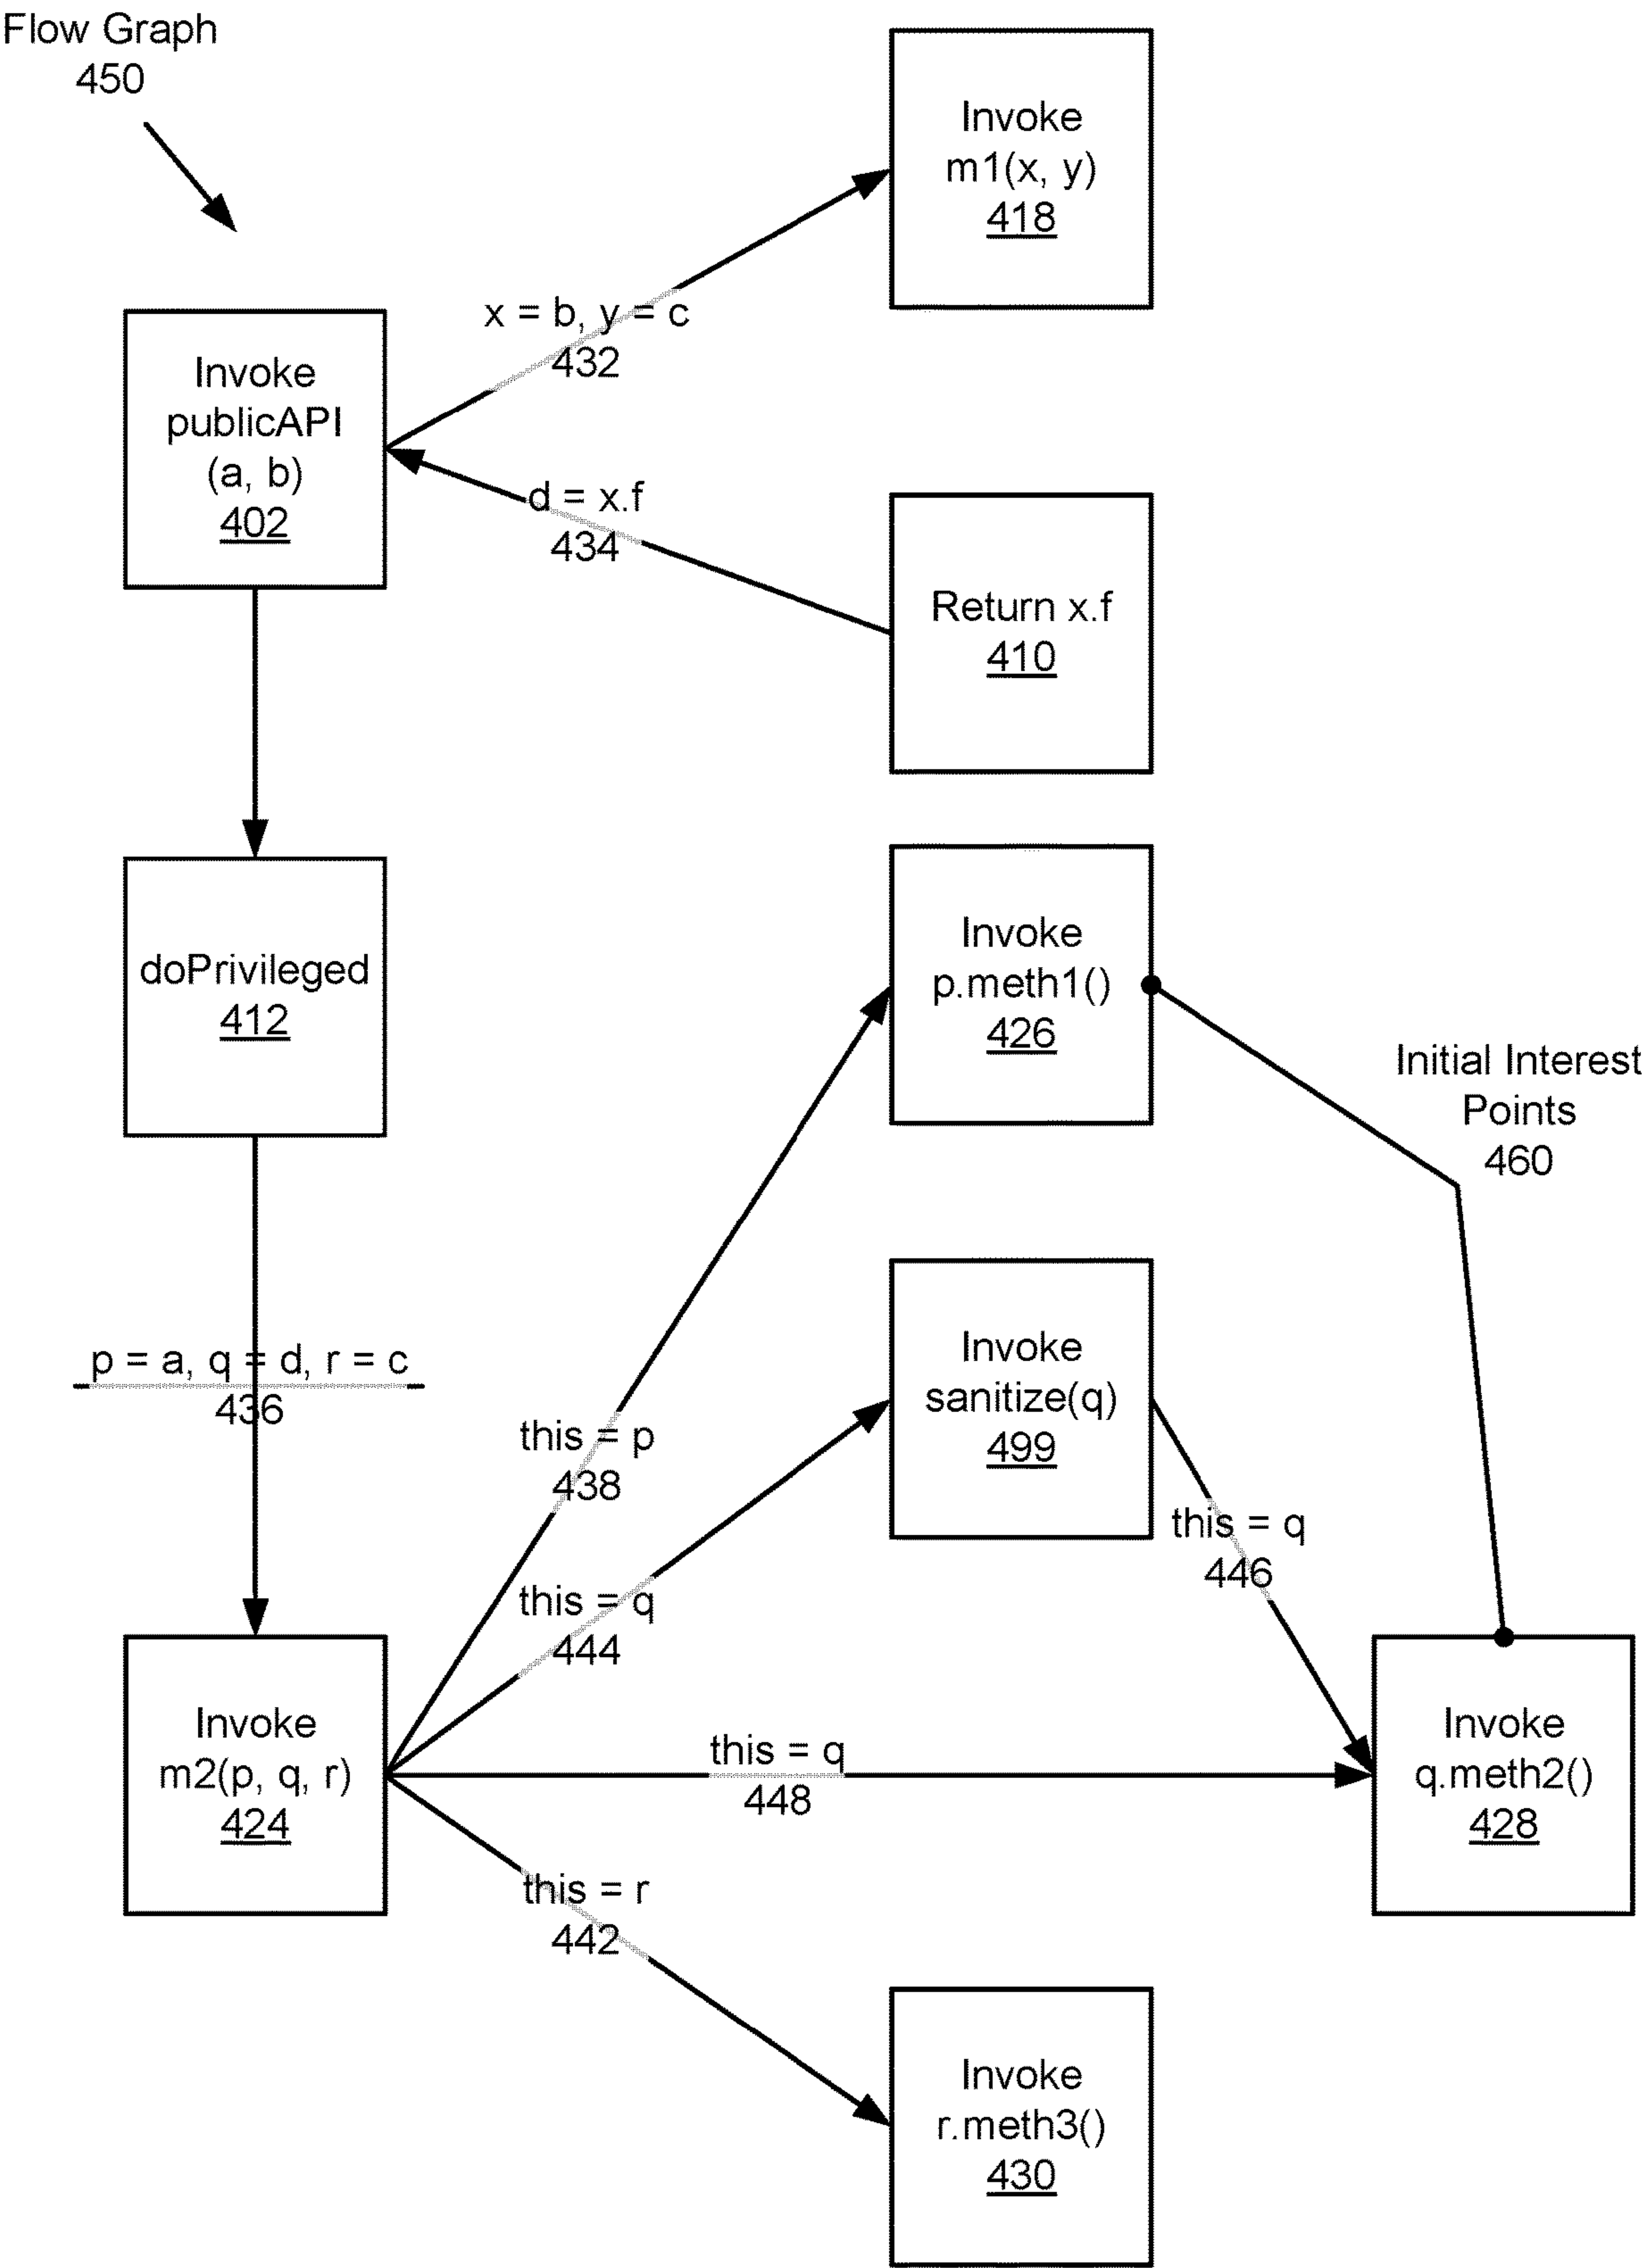 Flow Graph
450
Invoke
m1(x, y)
418
x = b, y = c
432
Invoke
publicAPI
(a, b)
402
d = x.f
434
Return x.f
410
doPrivileged
412
Invoke
p.meth1()
426
Initial Interest
Points
460
p = a, q = d, r = c
436
this = p
438
Invoke
sanitize(q)
499
this = q
446
this = q
444
Invoke
m2(p, q, r)
424
this = q
448
Invoke
q.meth2()
428
this = r
442
Invoke
r.meth3()
430